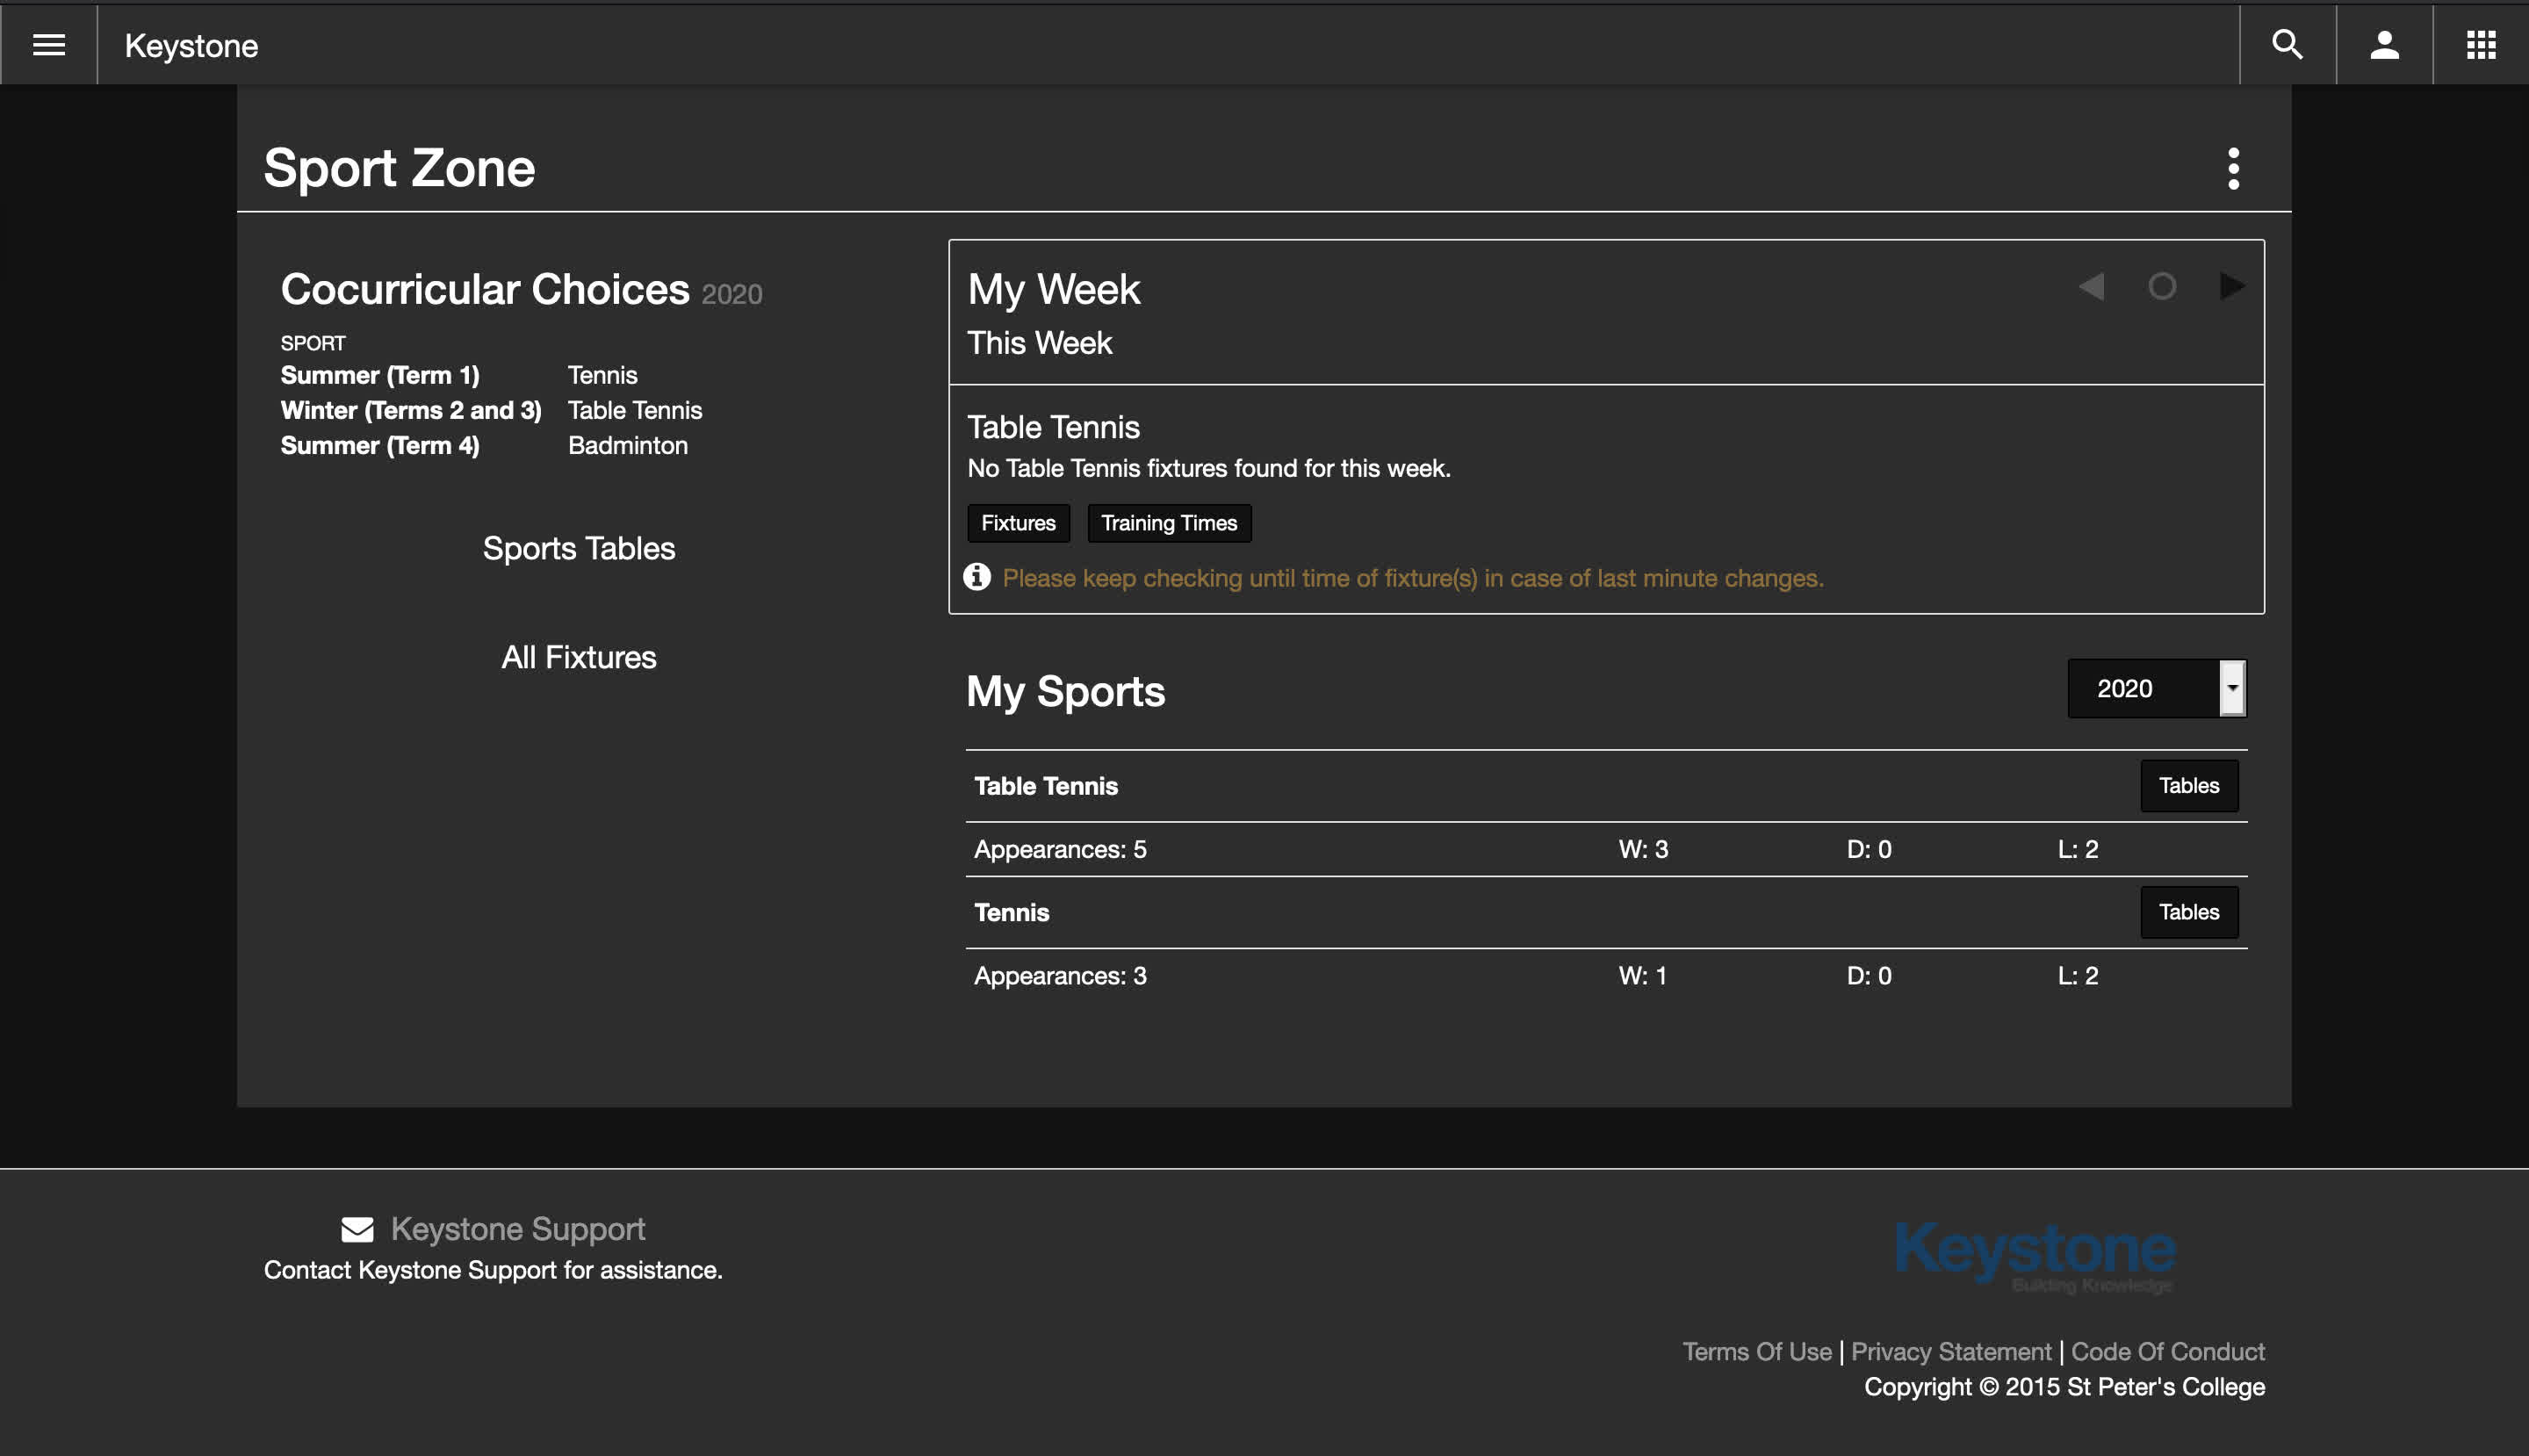 Keystone
Sport Zone
Cocurricular Choices 2020
SPORT
Summer (Term 1) Tennis
Winter (Terms 2 and 3) Table Tennis
Summer (Term 4) Badminton
Sports Tables
All Fixtures
My Week
This Week
Table Tennis
No Table Tennis fixtures found for this week.
Fixtures Training Times
Please keep checking until time of fixture(s) in case of last minute changes.
My Sports 2020
Table Tennis Tables
Appearances: 5 W: 3 D: 0 L: 2
Tennis Tables
Appearances: 3 W: 1 D: 0 L: 2
Keystone Support
Contact Keystone Support for assistance.
Keystone
Building Knowledge
Terms Of Use | Privacy Statement | Code Of Conduct
Copyright © 2015 St Peter's College